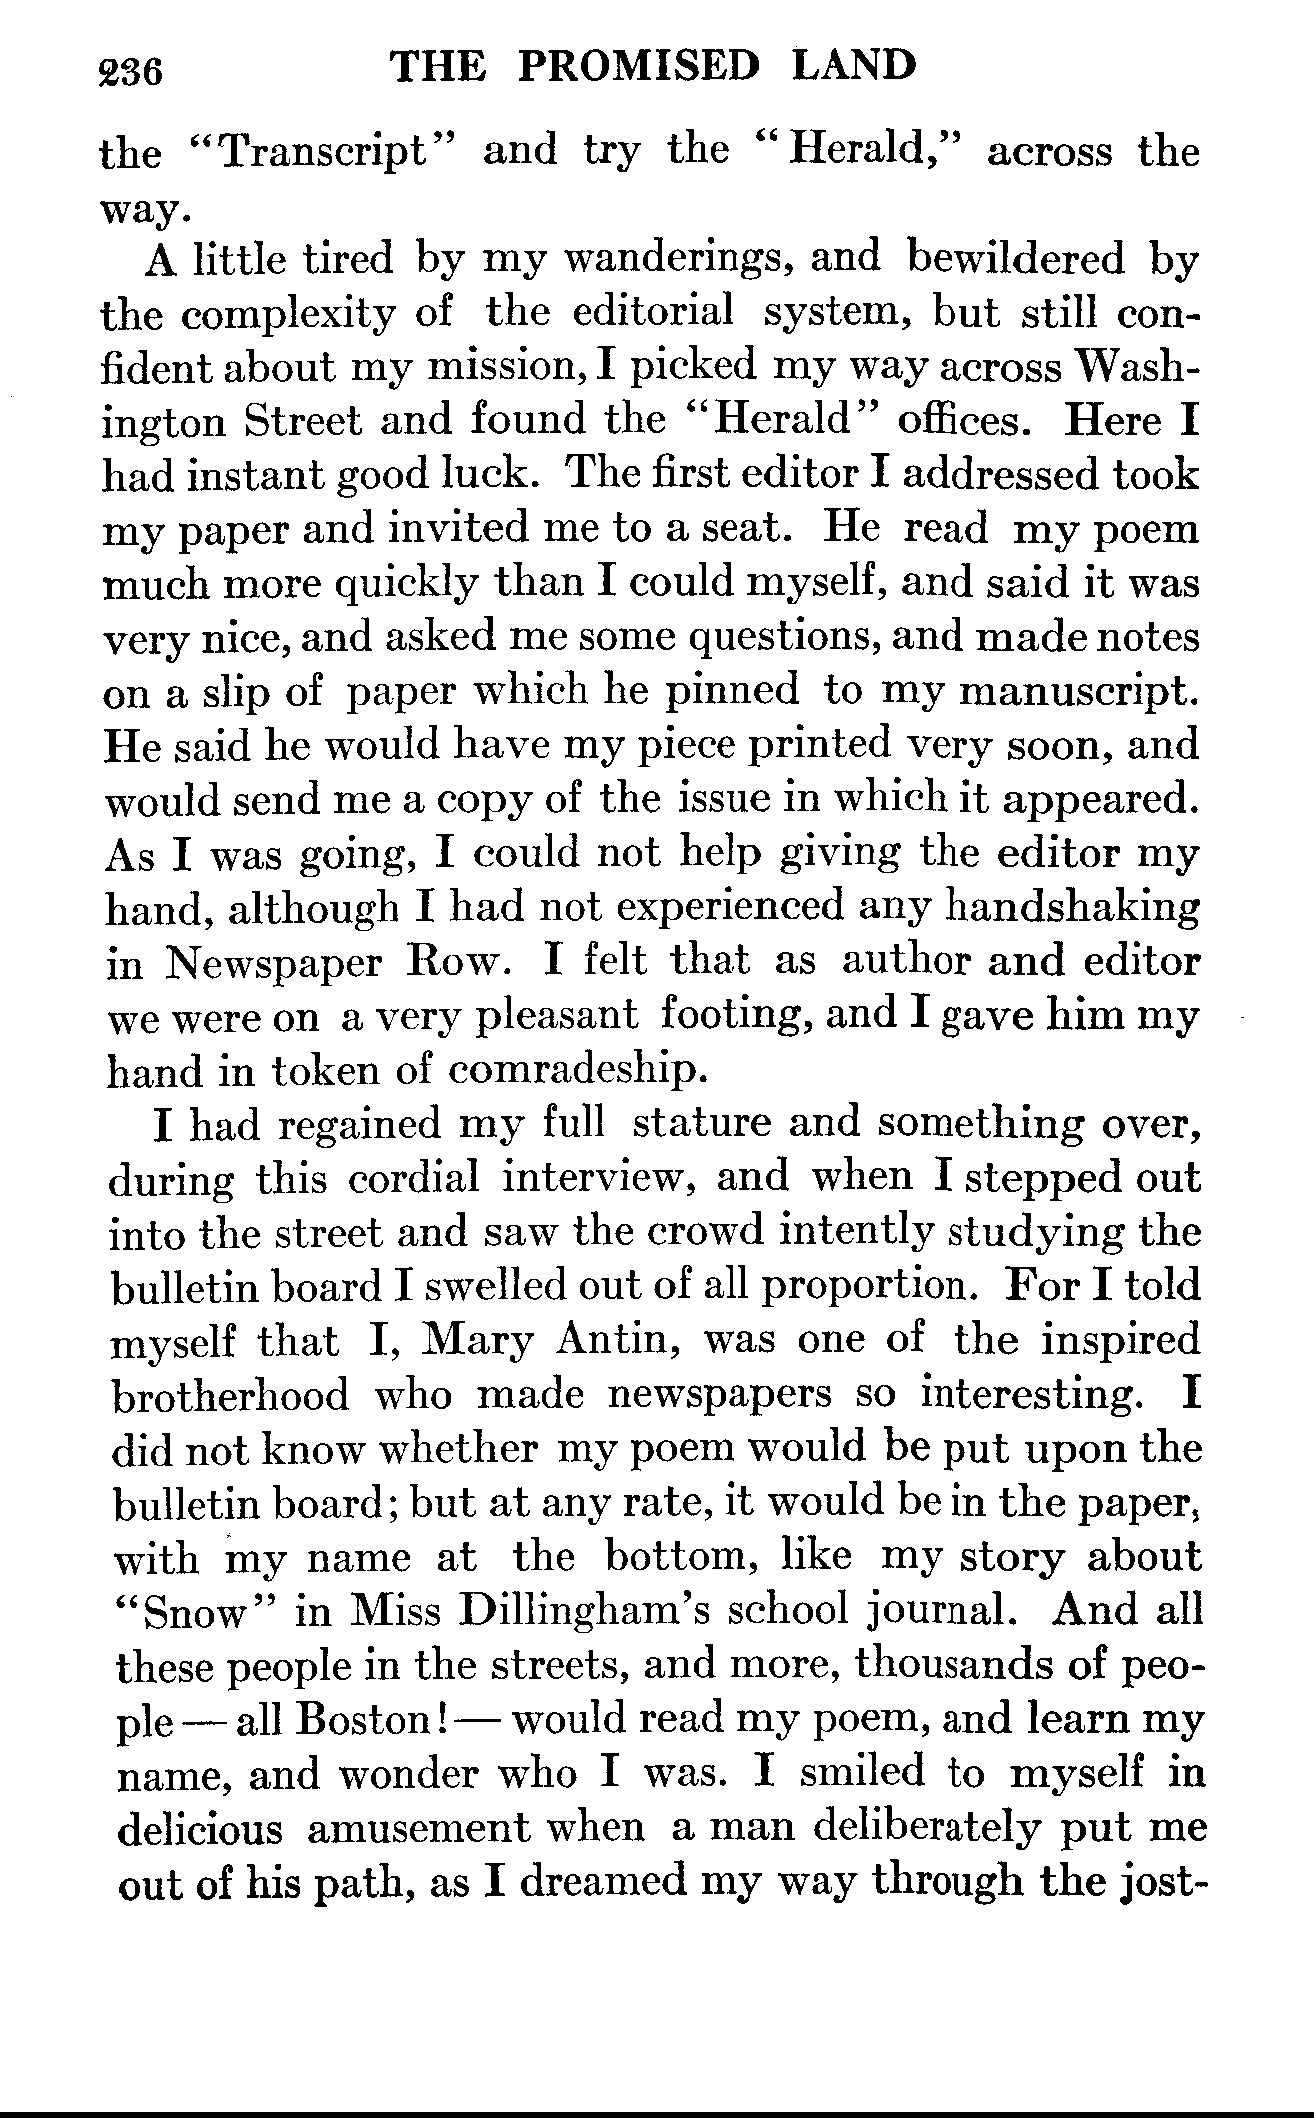 236 THE PROMISED LAND
the "Transcript" and try the "Herald," across the
way.
A little tired by my wanderings, and bewildered by
the complexity of the editorial system, but still con-
fident about my mission, I picked my way across Wash-
ington Street and found the "Herald" offices. Here I
had instant good luck. The first editor I addressed took
my paper and invited me to a seat. He read my poem
much more quickly than I could myself, and said it was
very nice, and asked me some questions, and made notes
on a slip of paper which he pinned to my manuscript.
He said he would have my piece printed very soon, and
would send me a copy of the issue in which it appeared.
As I was going, I could not help giving the editor my
hand, although I had not experienced any handshaking
in Newspaper Row. I felt that as author and editor
we were on a very pleasant footing, and I gave him my
hand in token of comradeship.
I had regained my full stature and something over,
during this cordial interview, and when I stepped out
into the street and saw the crowd intently studying the
bulletin board I swelled out of all proportion. For I told
myself that I, Mary Antin, was one of the inspired
brotherhood who made newspapers so interesting. I
did not know whether my poem would be put upon the
bulletin board; but at any rate, it would be in the paper,
with my name at the bottom, like my story about
"Snow" in Miss Dillingham's school journal. And all
these people in the streets, and more, thousands of peo-
ple — all Boston! — would read my poem, and learn my
name, and wonder who I was. I smiled to myself in
delicious amusement when a man deliberately put me
out of his path, as I dreamed my way through the jost-